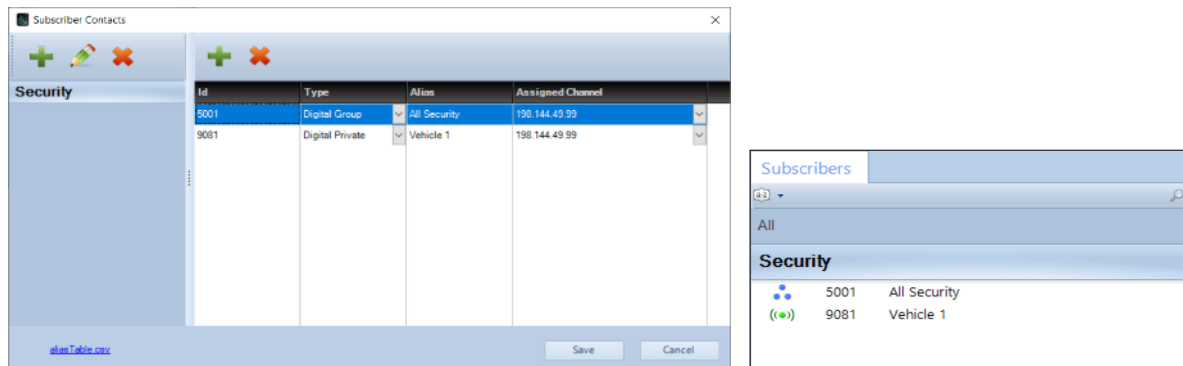 Subscriber Contacts
Security
Id Type Alias Assigned Channel
5001 Digital Group All Security 198.144.49.99
9081 Digital Private Vehicle 1 198.144.49.99
aliasTable.csv Save Cancel
Subscribers
a-z
All
Security
5001 All Security
9081 Vehicle 1